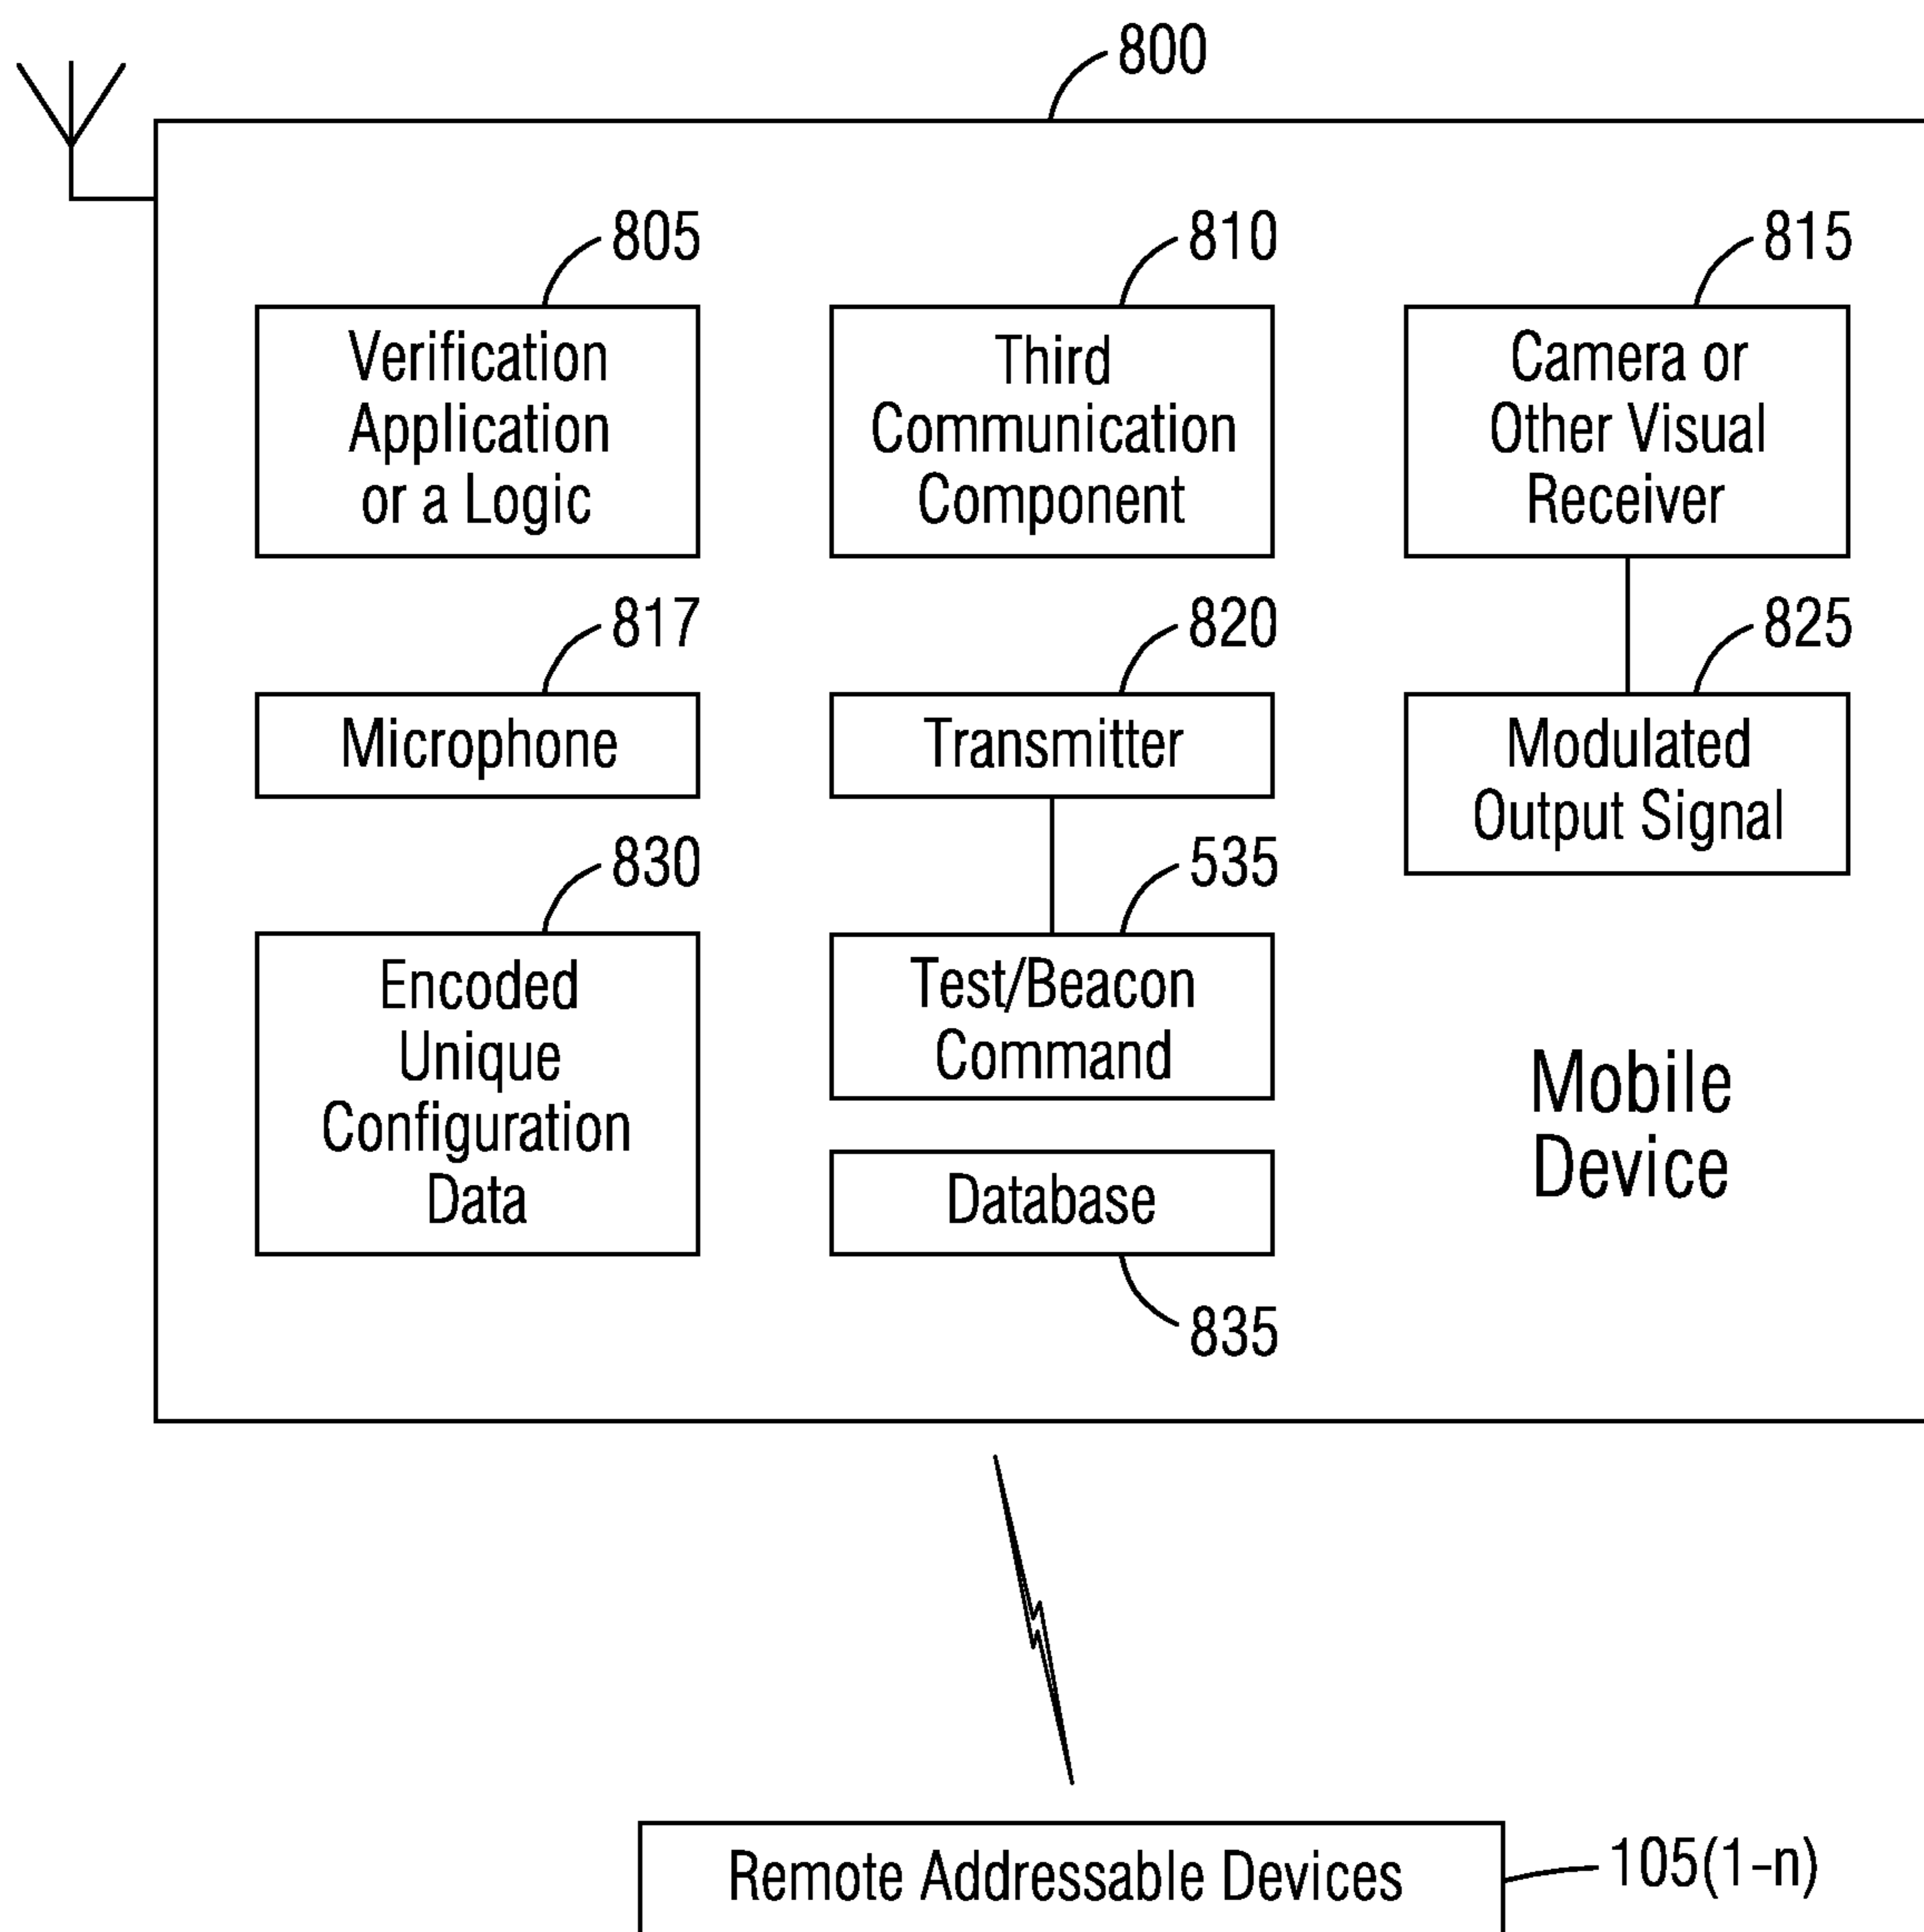 800
805
810
815
Verification
Application
or a Logic
Third
Communication
Component
Camera or
Other Visual
Receiver
817
820
825
Microphone
Transmitter
Modulated
Output Signal
830
535
Encoded
Unique
Configuration
Data
Test/Beacon
Command
Database
835
Mobile
Device
Remote Addressable Devices
105(1-n)